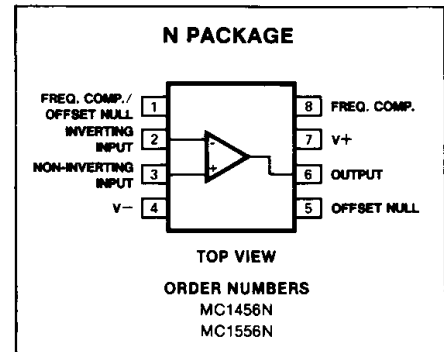 N PACKAGE
FREQ. COMP./
OFFSET NULL 1
INVERTING
INPUT 2
NON-INVERTING
INPUT 3
V− 4
8 FREQ. COMP.
7 V+
6 OUTPUT
5 OFFSET NULL
-
+
TOP VIEW
ORDER NUMBERS
MC1456N
MC1556N